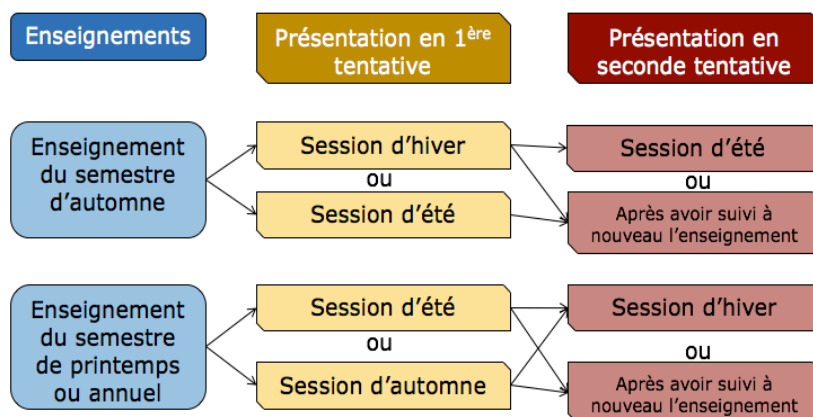 Enseignements
Présentation en 1ère
tentative
Présentation en
seconde tentative
Enseignement
du semestre
d'automne
Session d'hiver
ou
Session d'été
Session d'été
ou
Après avoir suivi à
nouveau l'enseignement
Enseignement
du semestre
de printemps
ou annuel
Session d'été
ou
Session d'automne
Session d'hiver
ou
Après avoir suivi à
nouveau l'enseignement